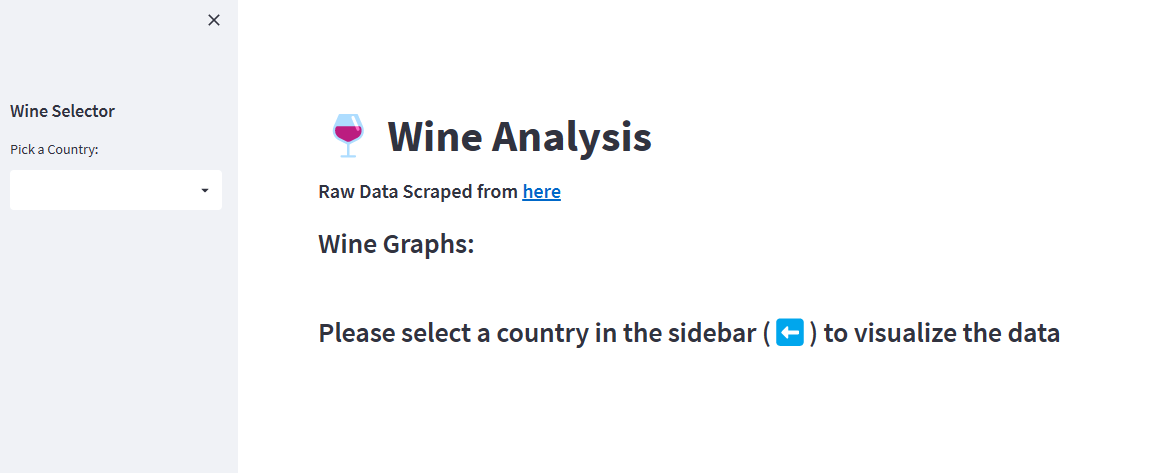 Wine Selector
Pick a Country:
🍷 Wine Analysis
Raw Data Scraped from here
Wine Graphs:
Please select a country in the sidebar ( ⬅️ ) to visualize the data